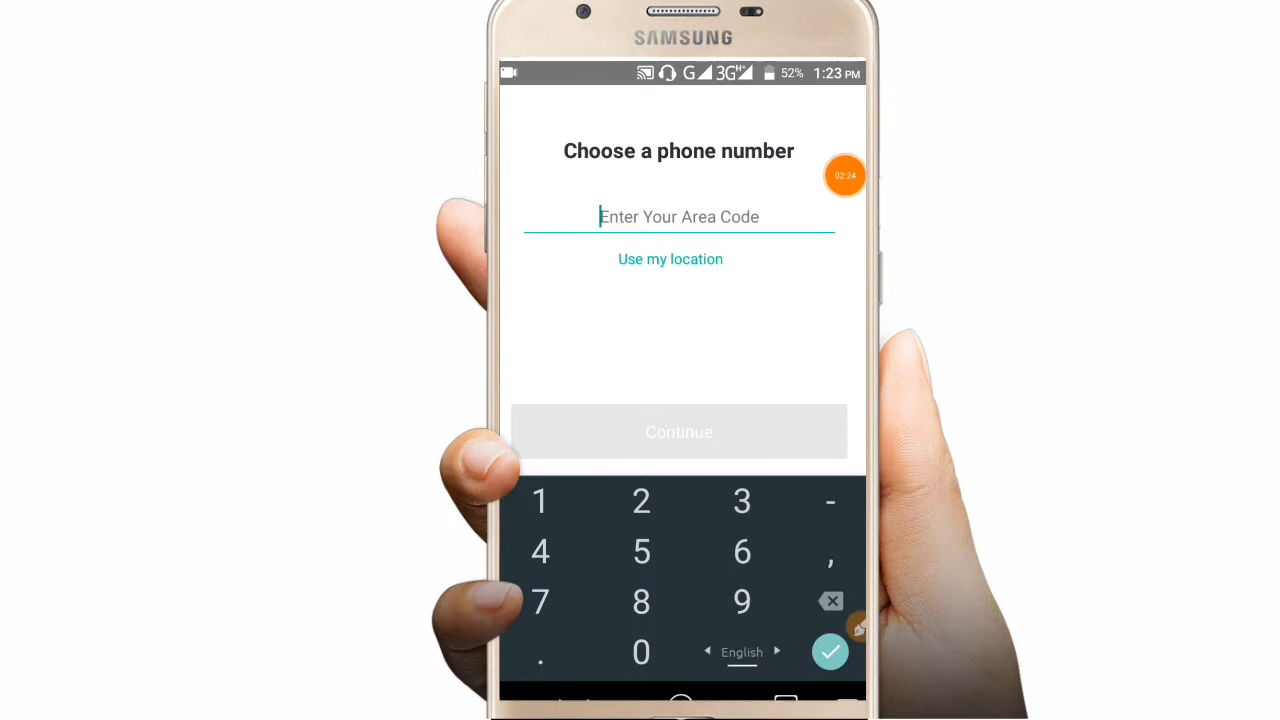 SAMSUNG
G 3G H+ 52% 1:23 PM
Choose a phone number
02:24
Enter Your Area Code
Use my location
Continue
1 2 3 -
4 5 6 ,
7 8 9
. 0 English